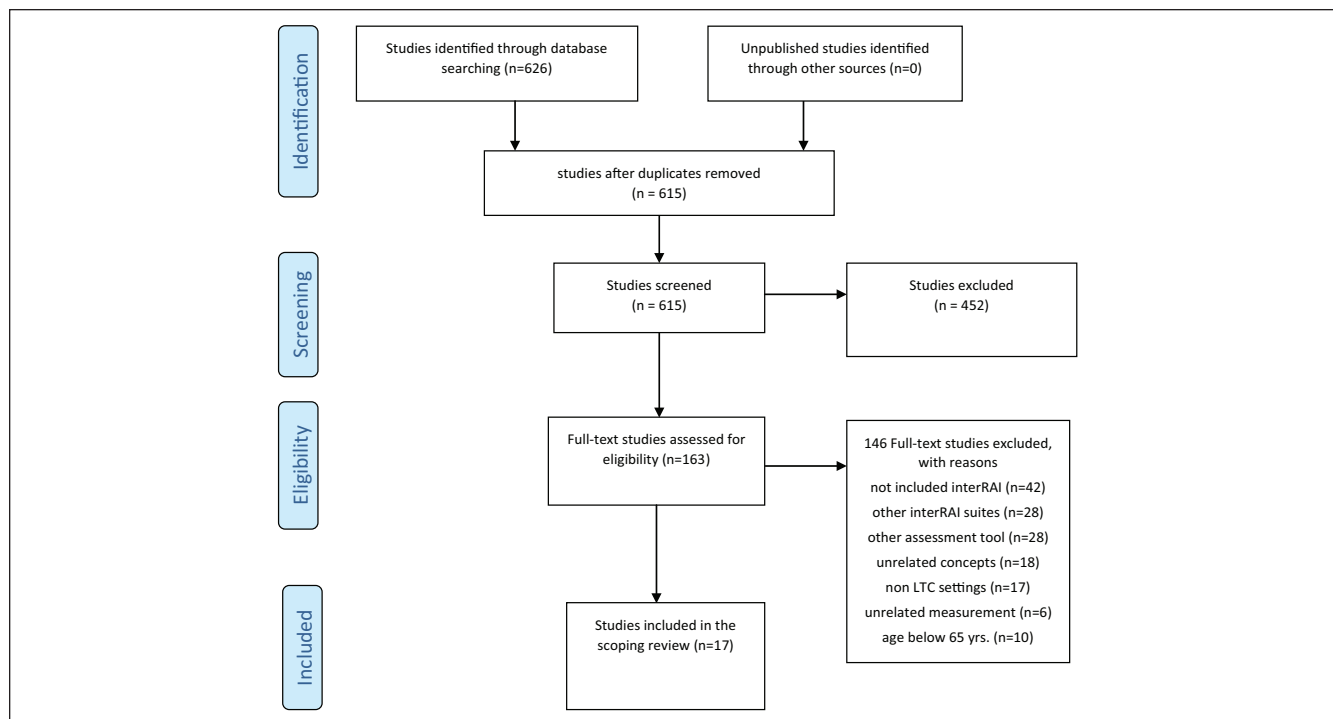 Identification
Studies identified through database
searching (n=626)
Unpublished studies identified
through other sources (n=0)
studies after duplicates removed
(n = 615)
Screening
Studies screened
(n = 615)
Studies excluded
(n = 452)
Eligibility
Full-text studies assessed for
eligibility (n=163)
146 Full-text studies excluded,
with reasons
not included interRAI (n=42)
other interRAI suites (n=28)
other assessment tool (n=28)
unrelated concepts (n=18)
non LTC settings (n=17)
unrelated measurement (n=6)
age below 65 yrs. (n=10)
Included
Studies included in the
scoping review (n=17)